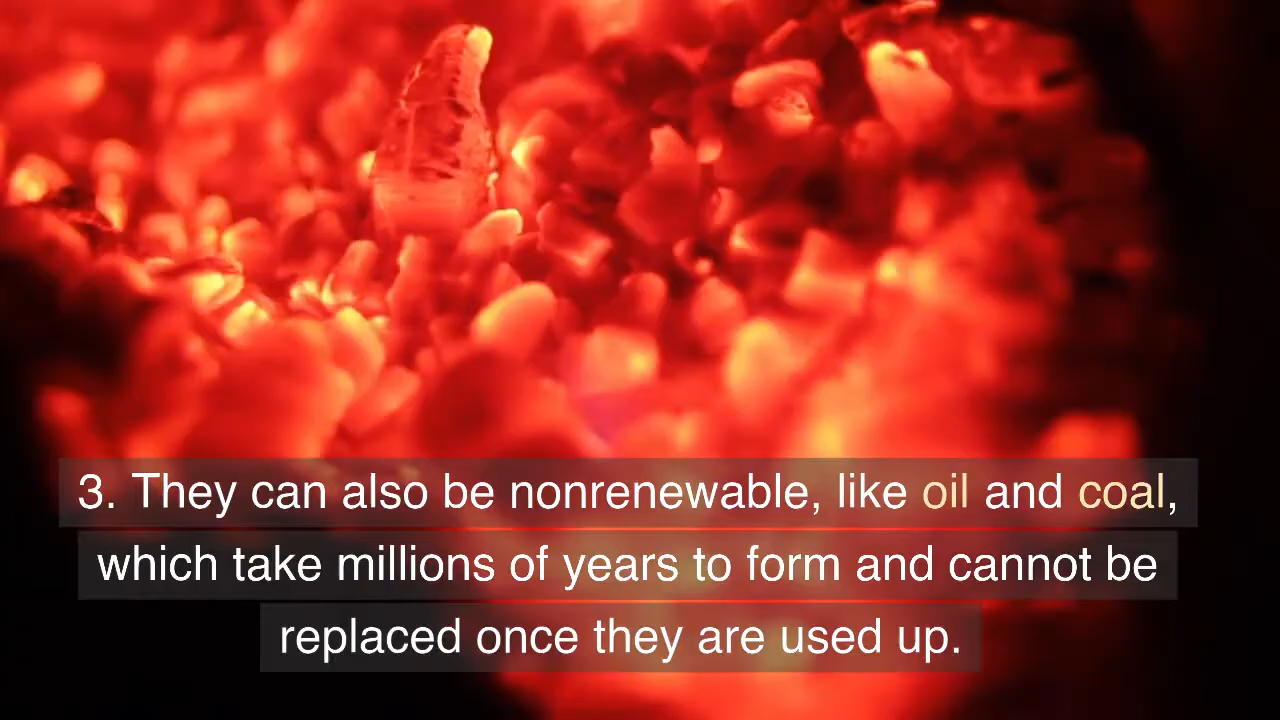 3. They can also be nonrenewable, like oil and coal,
which take millions of years to form and cannot be
replaced once they are used up.